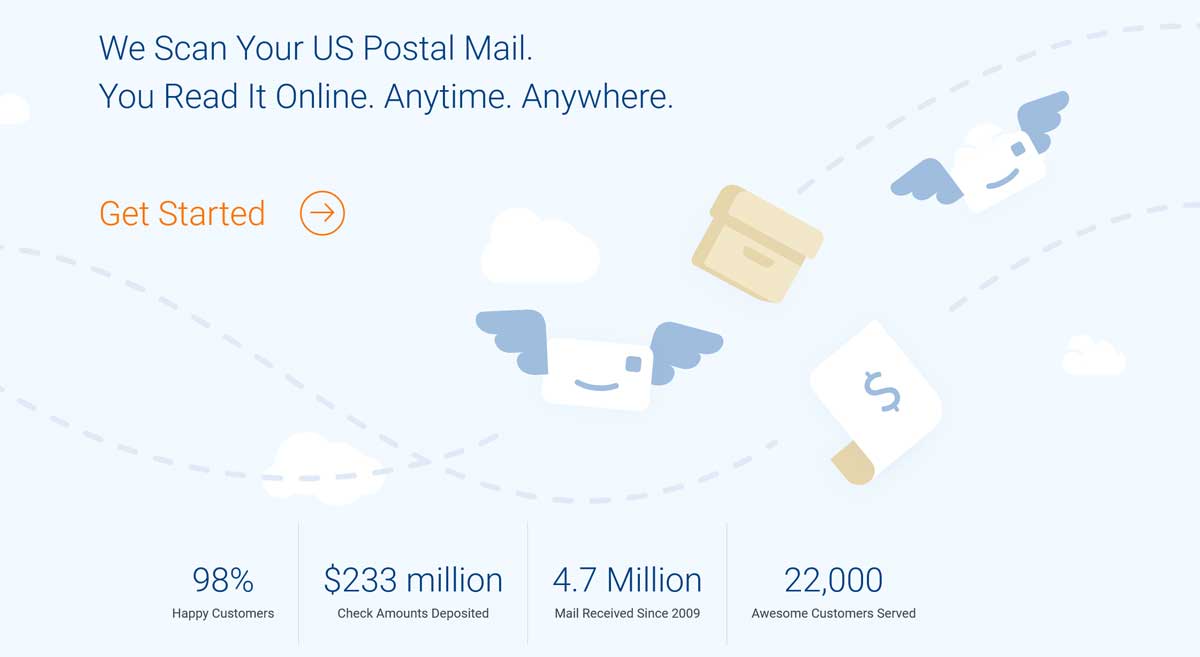 We Scan Your US Postal Mail.
You Read It Online. Anytime. Anywhere.
Get Started
$
98%
Happy Customers
$233 million
Check Amounts Deposited
4.7 Million
Mail Received Since 2009
22,000
Awesome Customers Served